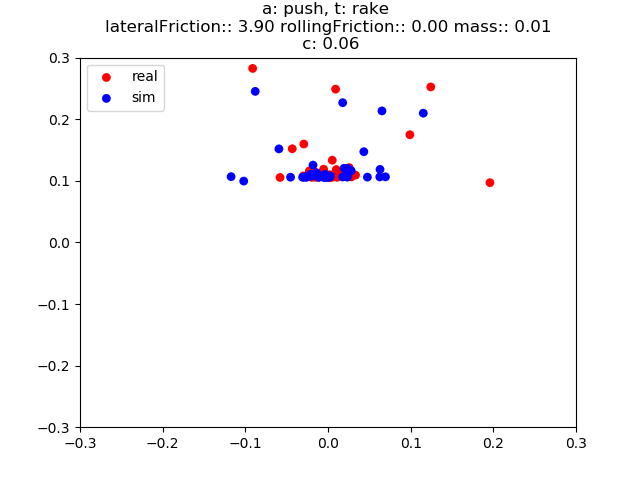 a: push, t: rake
lateralFriction:: 3.90 rollingFriction:: 0.00 mass:: 0.01
c: 0.06
real
sim
0.3
0.2
0.1
0.0
−0.1
−0.2
−0.3
−0.3
−0.2
−0.1
0.0
0.1
0.2
0.3